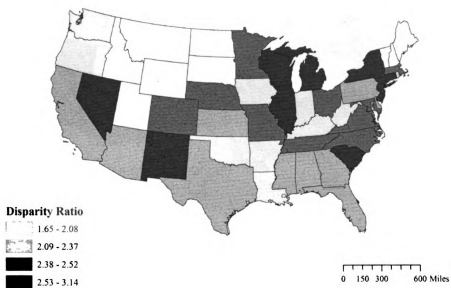 Disparity Ratio
1.65 - 2.08
2.09 - 2.37
2.38 - 2.52
2.53 - 3.14
0 150 300 600 Miles